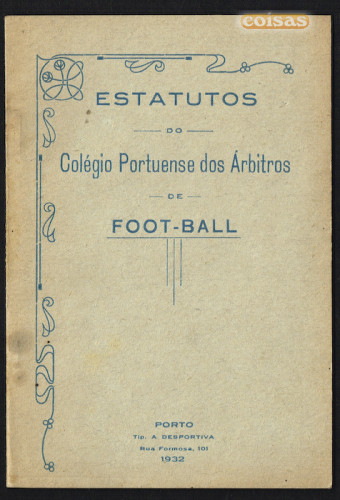 coisas
ESTATUTOS
DO
Colégio Portuense dos Árbitros
DE
FOOT-BALL
PORTO
Tip. A DESPORTIVA
Rua Formosa, 101
1932